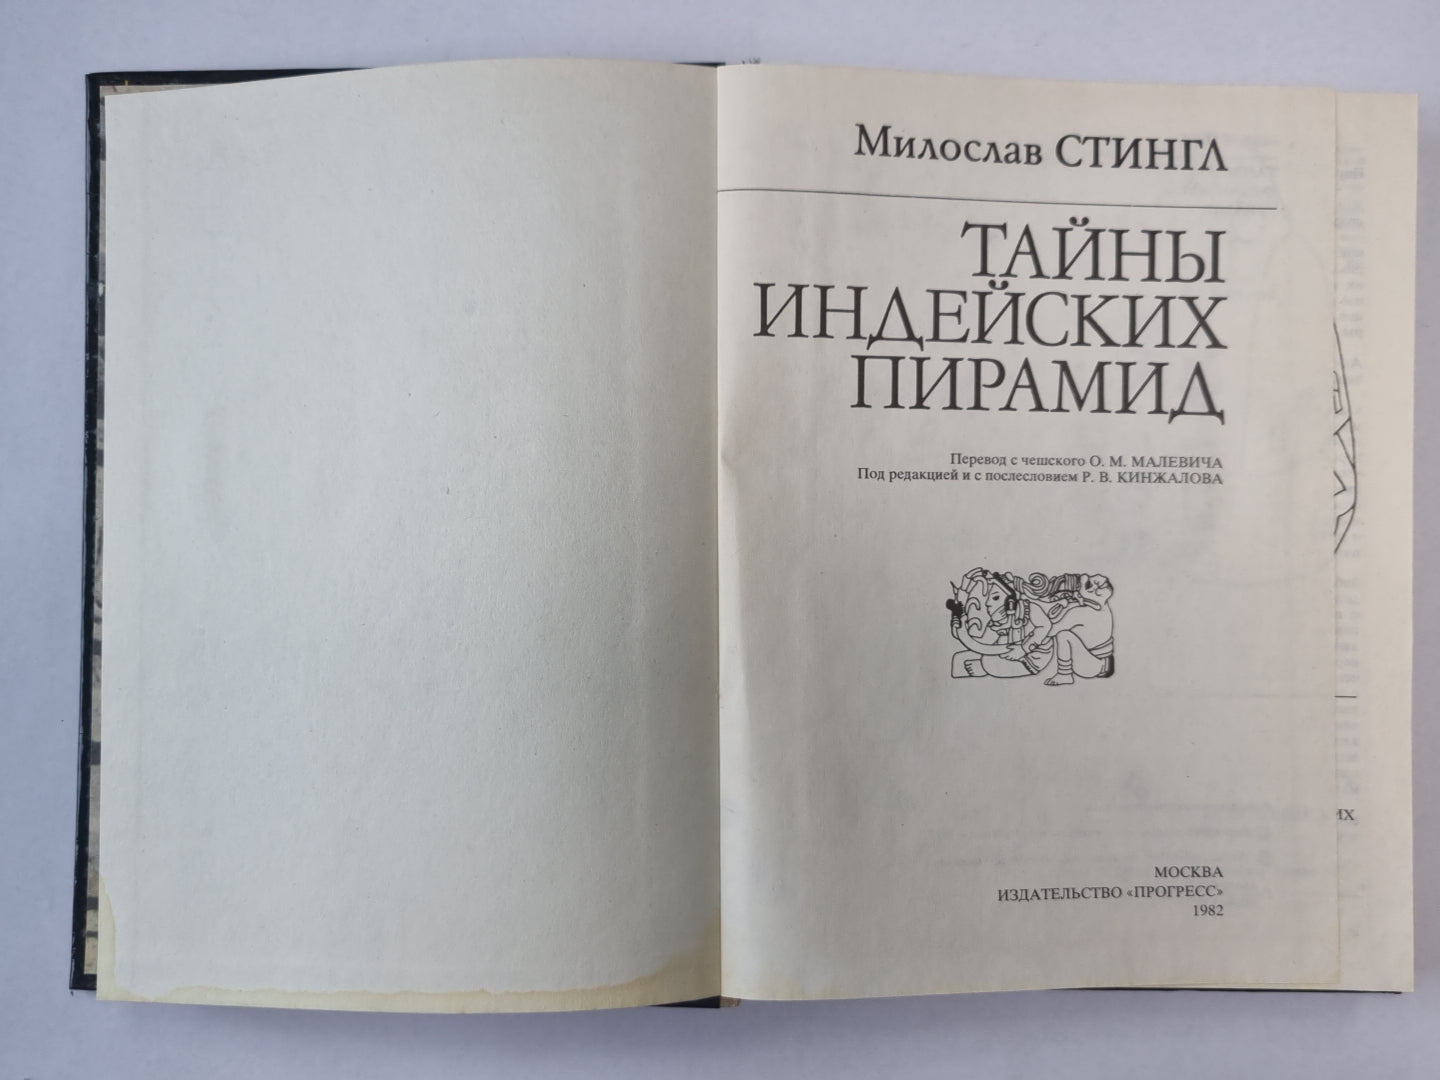 Милослав СТИНГЛ
ТАЙНЫ
ИНДЕЙСКИХ
ПИРАМИД
Перевод с чешского О. М. МАЛЕВИЧА
Под редакцией и с послесловием Р. В. КИНЖАЛОВА
МОСКВА
ИЗДАТЕЛЬСТВО «ПРОГРЕСС»
1982